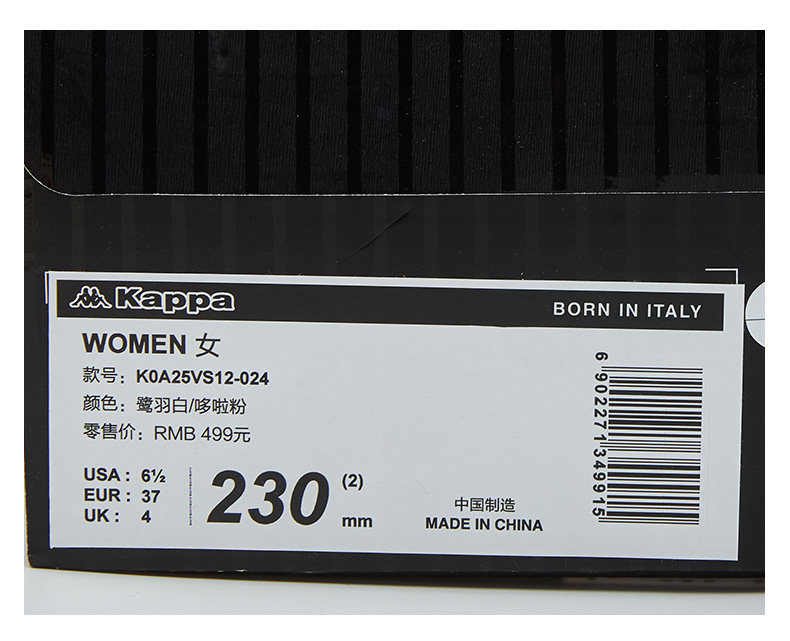 Kappa
BORN IN ITALY
WOMEN 女
款号: K0A25VS12-024
颜色: 鹭羽白/哆啦粉
零售价: RMB 499元
USA : 6½
EUR : 37
UK : 4
230 (2) mm
中国制造
MADE IN CHINA
6902271349915